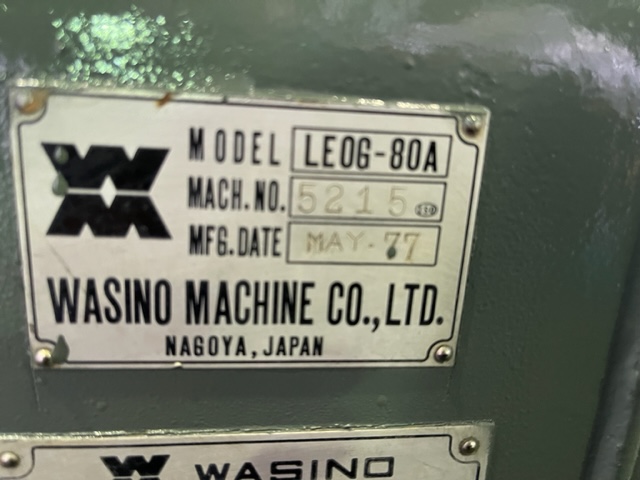 MODEL LEOG-80A
MACH.NO. 5215
MFG.DATE MAY-77
WASINO MACHINE CO.,LTD.
NAGOYA, JAPAN
WASINO